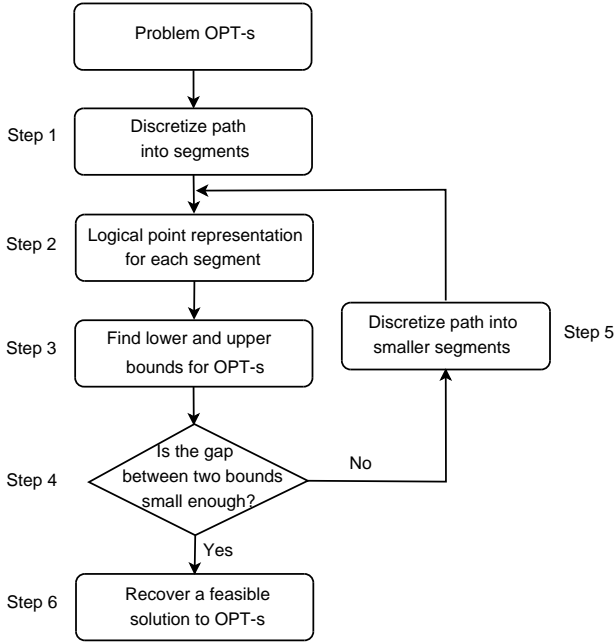 Problem OPT-s
Step 1
Discretize path
into segments
Step 2
Logical point representation
for each segment
Step 3
Find lower and upper
bounds for OPT-s
Discretize path into
smaller segments
Step 5
Step 4
Is the gap
between two bounds
small enough?
No
Yes
Step 6
Recover a feasible
solution to OPT-s